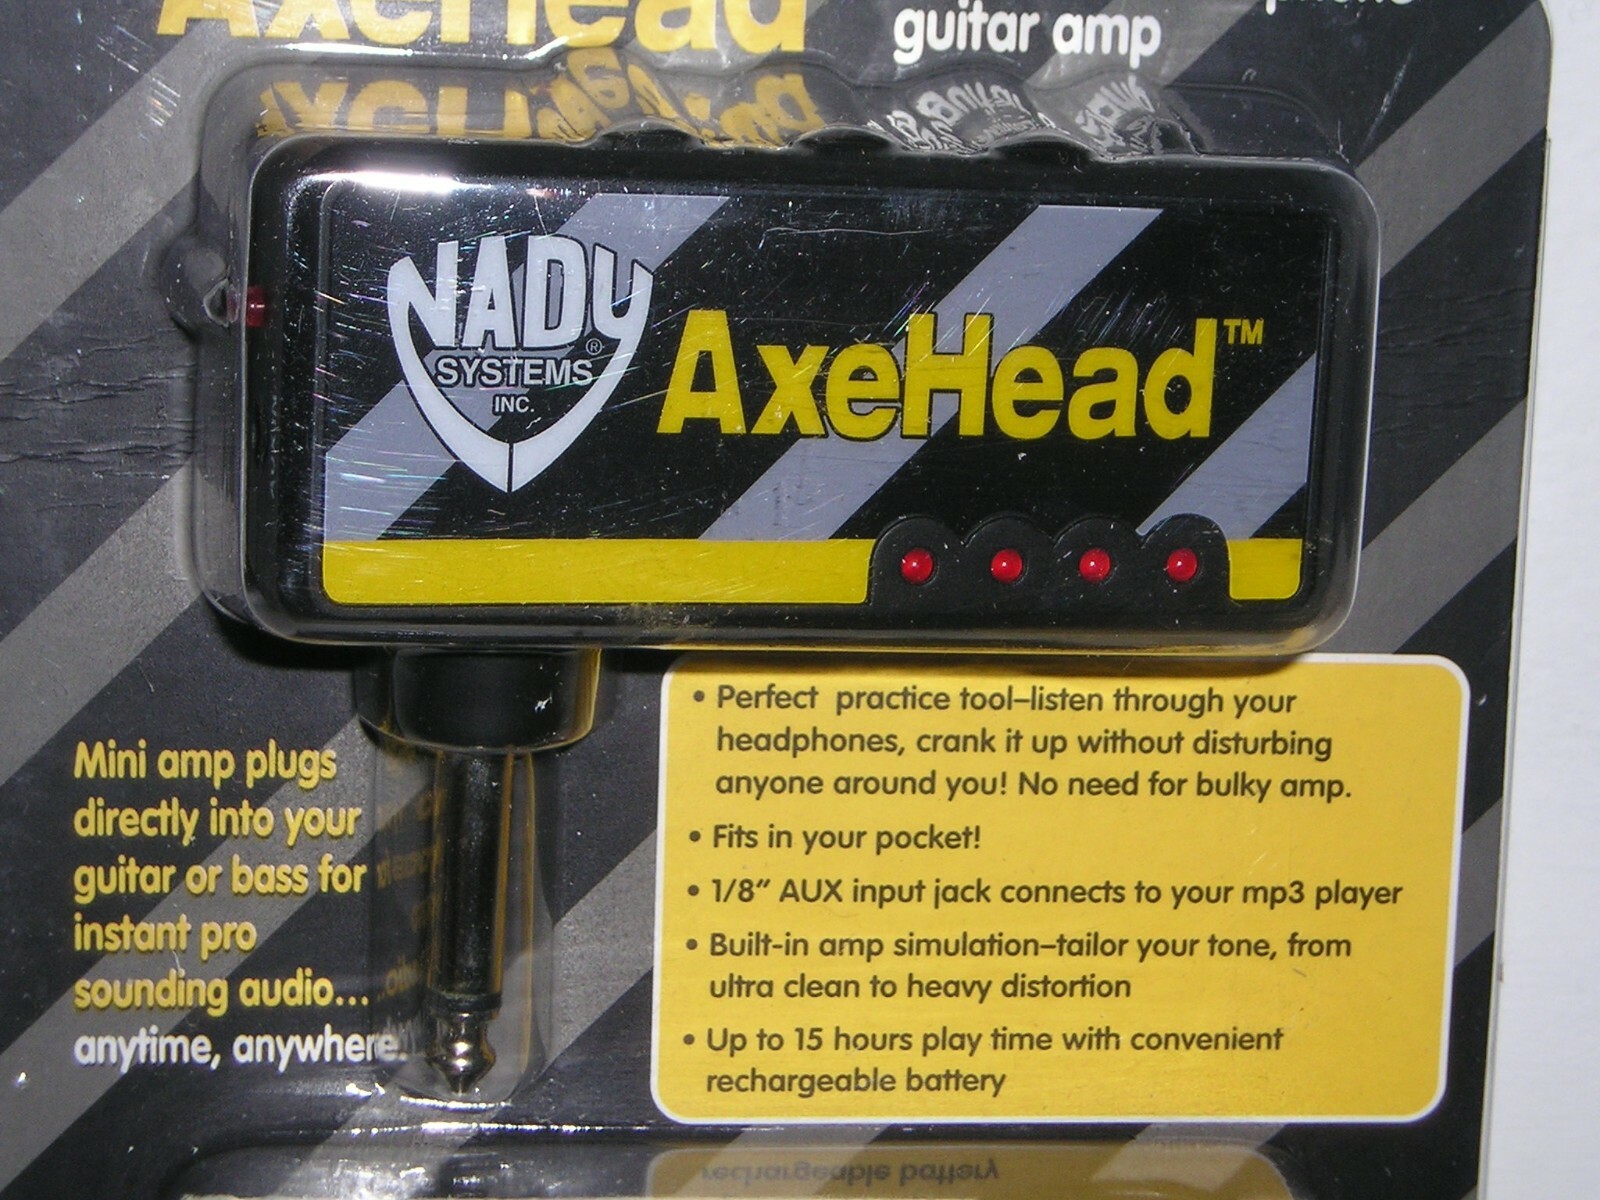 AxeHead
guitar amp
NADY
SYSTEMS ®
INC.
AxeHead™
Mini amp plugs
directly into your
guitar or bass for
instant pro
sounding audio...
anytime, anywhere.
• Perfect practice tool–listen through your
headphones, crank it up without disturbing
anyone around you! No need for bulky amp.
• Fits in your pocket!
• 1/8” AUX input jack connects to your mp3 player
• Built-in amp simulation–tailor your tone, from
ultra clean to heavy distortion
• Up to 15 hours play time with convenient
rechargeable battery